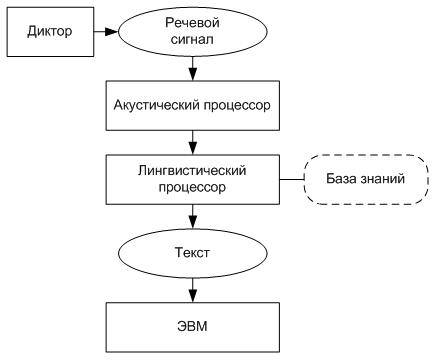 Диктор
Речевой
сигнал
Акустический процессор
Лингвистический
процессор
База знаний
Текст
ЭВМ